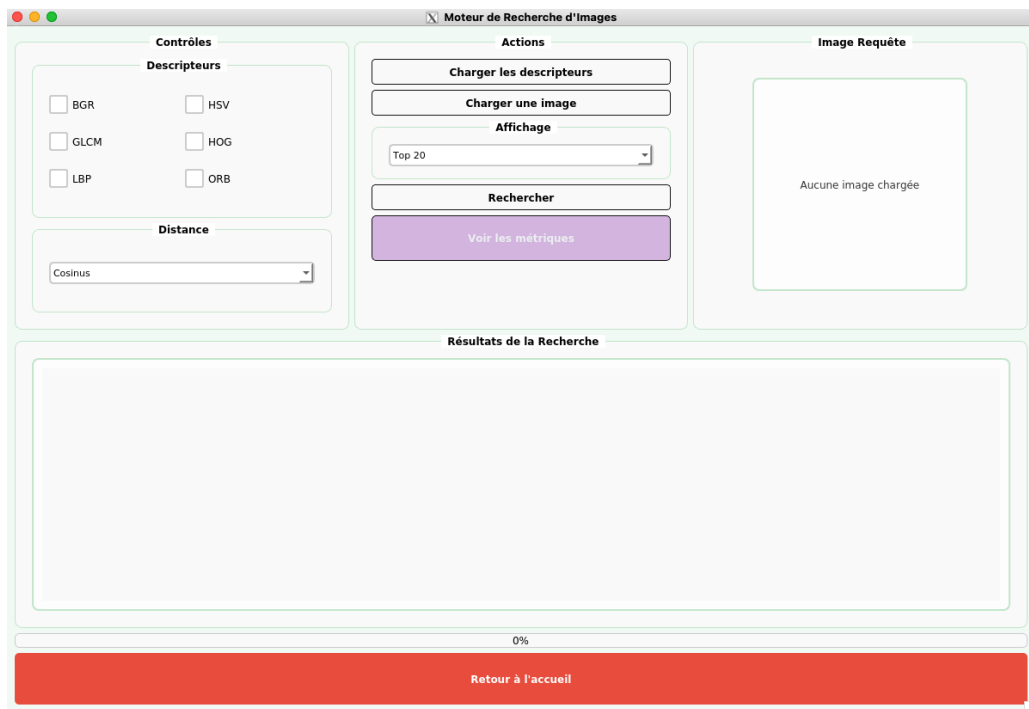 Moteur de Recherche d'Images
Contrôles
Descripteurs
BGR
HSV
GLCM
HOG
LBP
ORB
Distance
Cosinus
Actions
Charger les descripteurs
Charger une image
Affichage
Top 20
Rechercher
Voir les métriques
Image Requête
Aucune image chargée
Résultats de la Recherche
0%
Retour à l'accueil